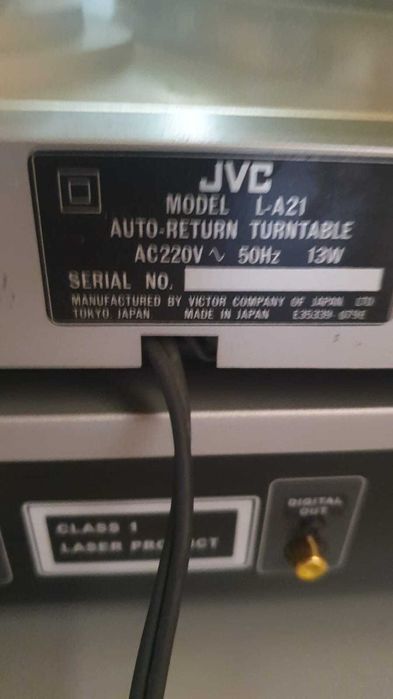 JVC
MODEL L-A21
AUTO-RETURN TURNTABLE
AC220V ∿ 50Hz 13W
SERIAL NO.
MANUFACTURED BY VICTOR COMPANY OF JAPAN LTD
TOKYO JAPAN MADE IN JAPAN
DIGITAL
OUT
CLASS 1
LASER PRODUCT